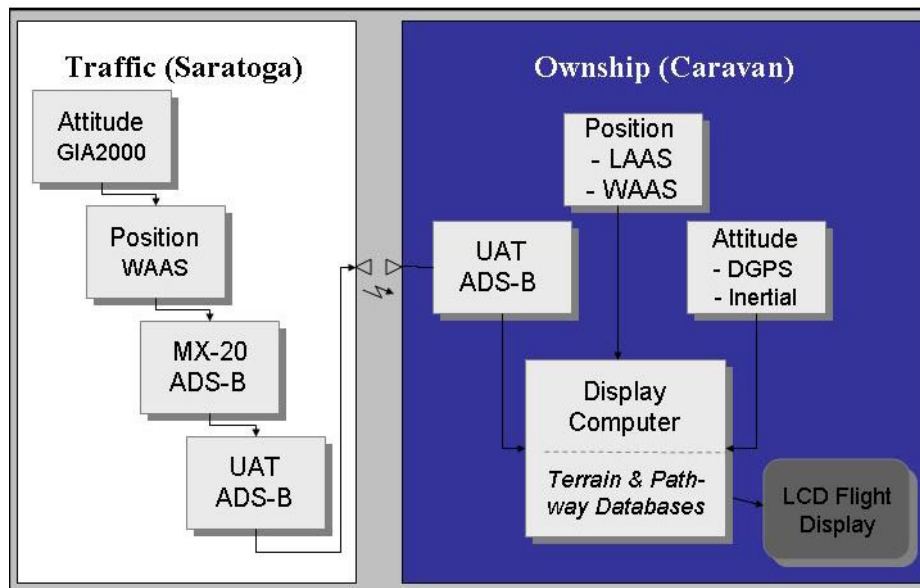 Traffic (Saratoga)
Attitude
GIA2000
Position
WAAS
MX-20
ADS-B
UAT
ADS-B
Ownship (Caravan)
Position
- LAAS
- WAAS
UAT
ADS-B
Attitude
- DGPS
- Inertial
Display
Computer
Terrain & Path-
way Databases
LCD Flight
Display